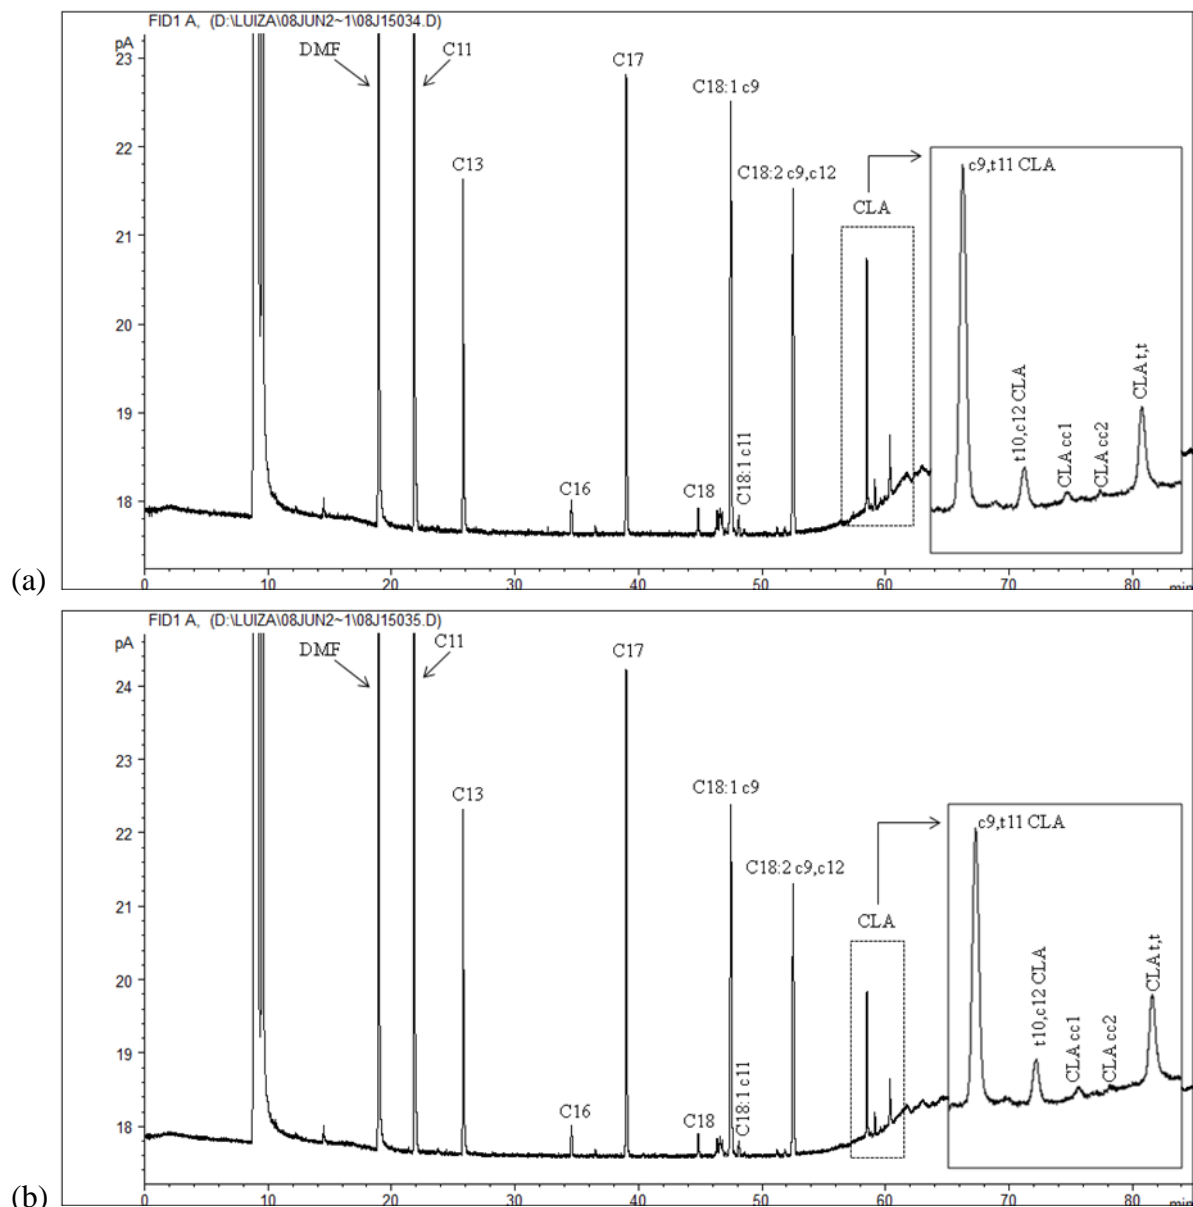 FID1 A, (D:\LUIZA\08JUN2~1\08J15034.D)
pA
DMF
C11
C17
C18:1 c9
C13
C18:2 c9,c12
CLA
c9,t11 CLA
t10,c12 CLA
CLA cc1
CLA cc2
CLA t,t
C16
C18
C18:1 c11
23
22
21
20
19
18
0 10 20 30 40 50 60 70 80
(a)
FID1 A, (D:\LUIZA\08JUN2~1\08J15035.D)
pA
DMF
C11
C17
C18:1 c9
C13
C18:2 c9,c12
CLA
c9,t11 CLA
t10,c12 CLA
CLA cc1
CLA cc2
CLA t,t
C16
C18
C18:1 c11
24
23
22
21
20
19
18
0 10 20 30 40 50 60 70 80
(b)